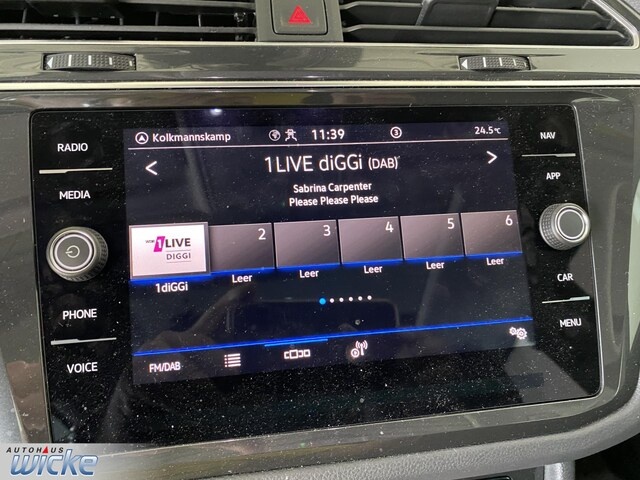 Kolkmannskamp 11:39 3 24.5°C
1LIVE diGGi (DAB)
Sabrina Carpenter
Please Please Please
WDR 1LIVE DIGGI
2 3 4 5 6
1diGGi Leer Leer Leer Leer Leer
FM/DAB
RADIO
MEDIA
PHONE
VOICE
NAV
APP
CAR
MENU
AUTOHAUS
WICKE